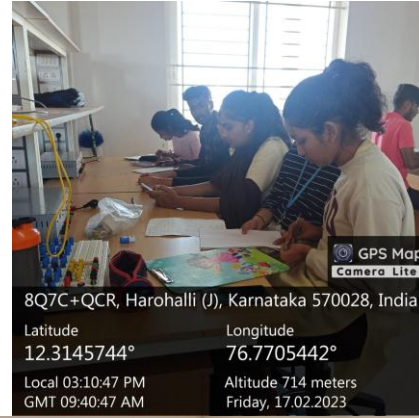 GPS Map
Camera Lite
8Q7C+QCR, Harohalli (J), Karnataka 570028, India
Latitude
12.3145744°
Longitude
76.7705442°
Local 03:10:47 PM
GMT 09:40:47 AM
Altitude 714 meters
Friday, 17.02.2023